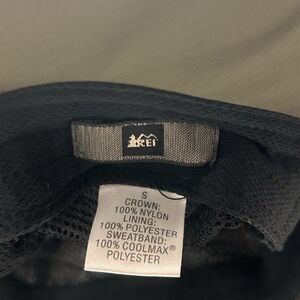 REI
S
CROWN:
100% NYLON
LINING:
100% POLYESTER
SWEATBAND:
100% COOLMAX®
POLYESTER